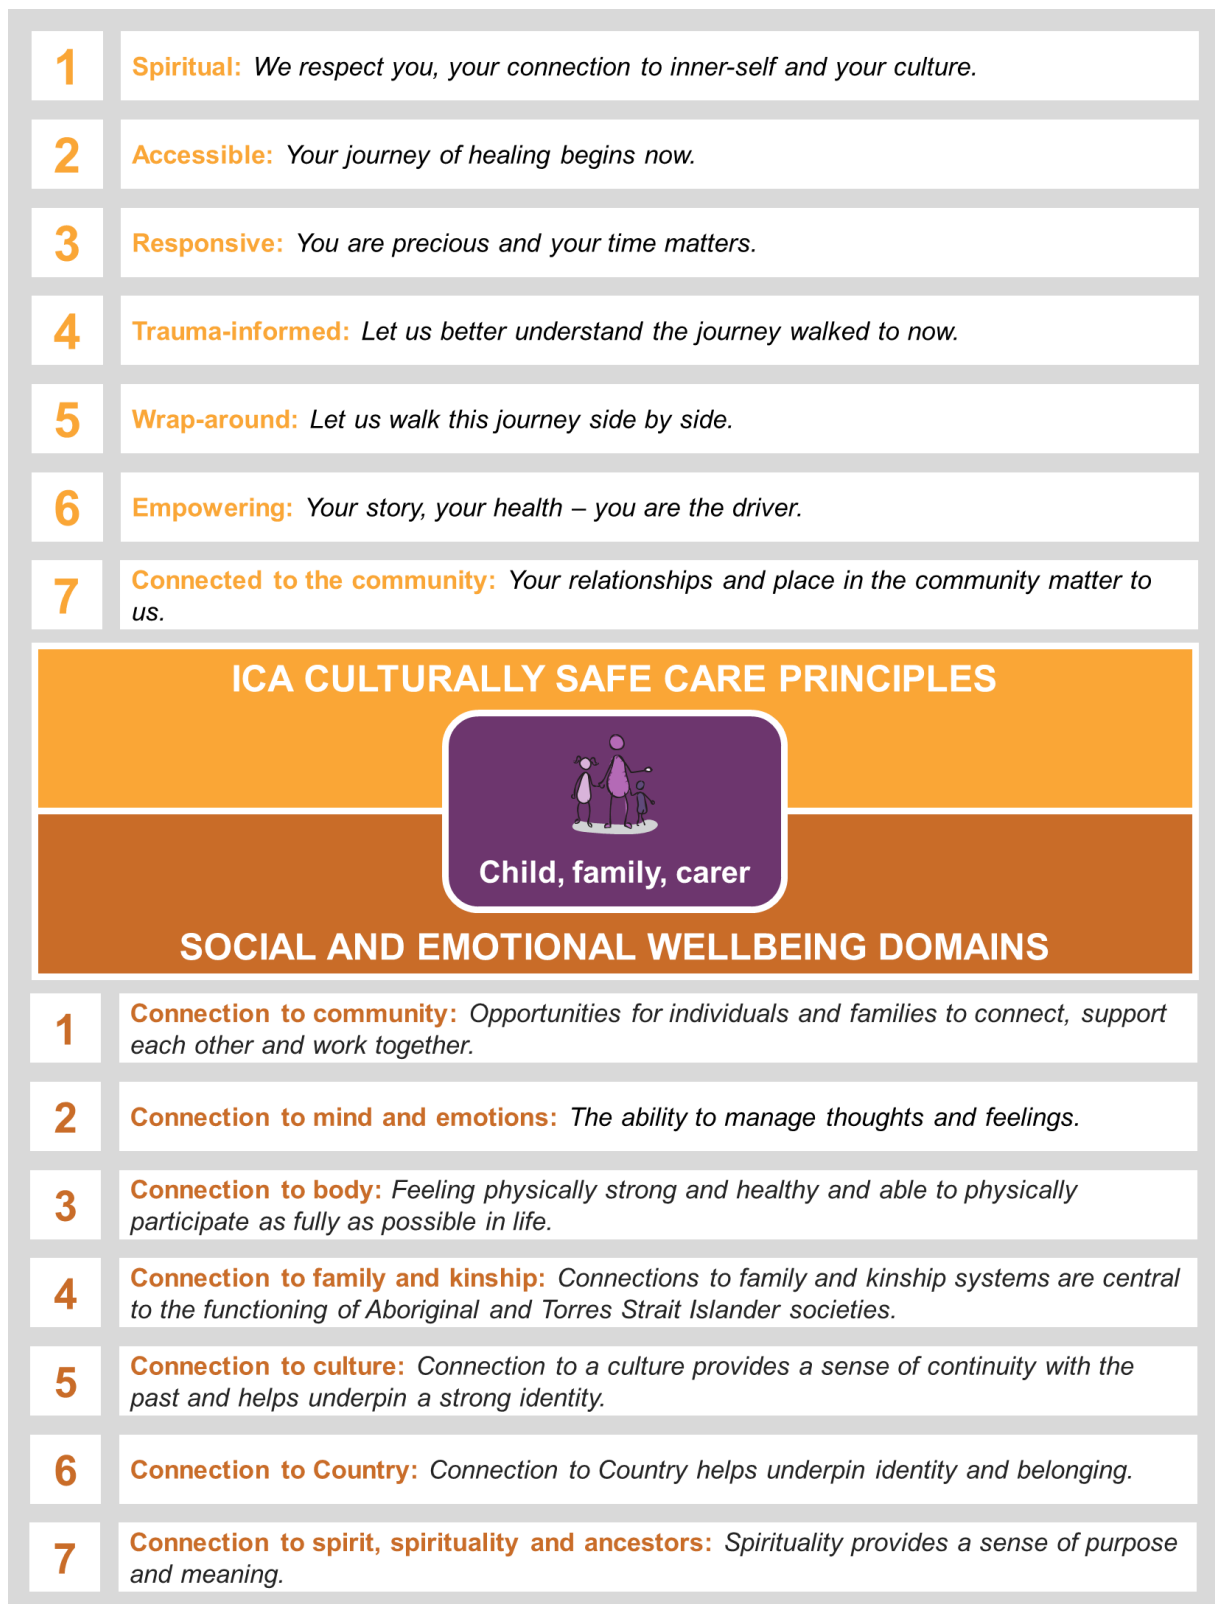 1
Spiritual: We respect you, your connection to inner-self and your culture.
2
Accessible: Your journey of healing begins now.
3
Responsive: You are precious and your time matters.
4
Trauma-informed: Let us better understand the journey walked to now.
5
Wrap-around: Let us walk this journey side by side.
6
Empowering: Your story, your health – you are the driver.
7
Connected to the community: Your relationships and place in the community matter to
us.
ICA CULTURALLY SAFE CARE PRINCIPLES
Child, family, carer
SOCIAL AND EMOTIONAL WELLBEING DOMAINS
1
Connection to community: Opportunities for individuals and families to connect, support
each other and work together.
2
Connection to mind and emotions: The ability to manage thoughts and feelings.
3
Connection to body: Feeling physically strong and healthy and able to physically
participate as fully as possible in life.
4
Connection to family and kinship: Connections to family and kinship systems are central
to the functioning of Aboriginal and Torres Strait Islander societies.
5
Connection to culture: Connection to a culture provides a sense of continuity with the
past and helps underpin a strong identity.
6
Connection to Country: Connection to Country helps underpin identity and belonging.
7
Connection to spirit, spirituality and ancestors: Spirituality provides a sense of purpose
and meaning.